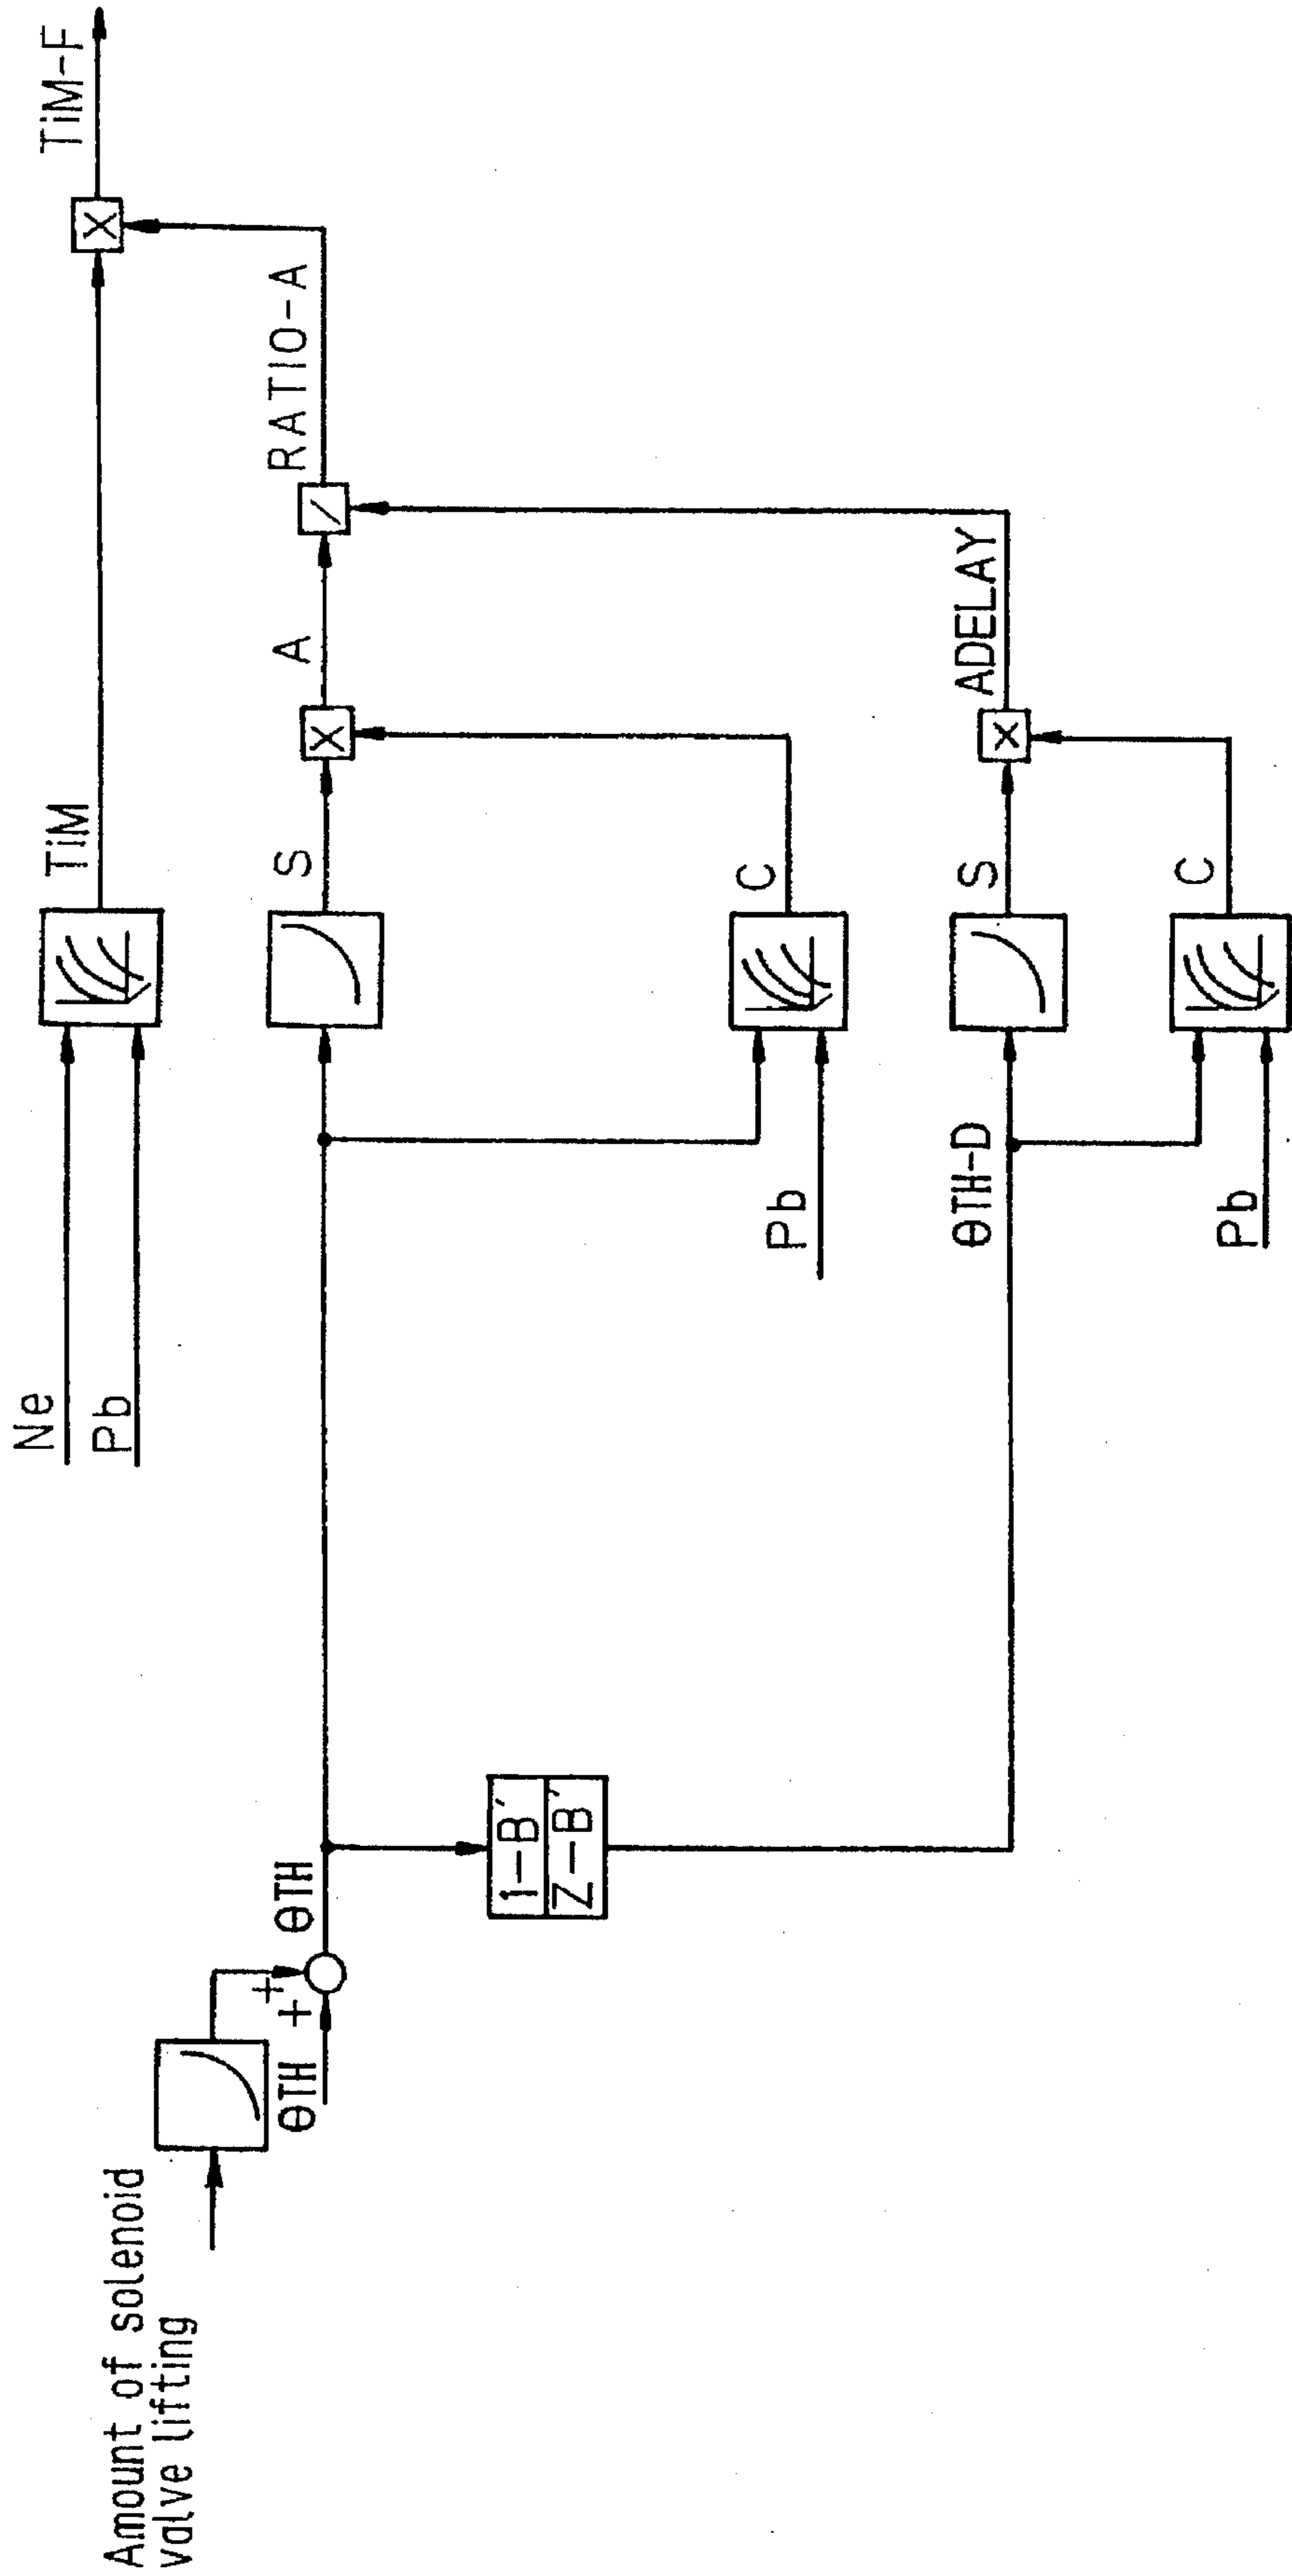 Amount of solenoid
valve lifting
θTH
+
+
θTH
1-B'
Z-B'
Ne
Pb
TiM
X
TiM-F
S
X
A
/
RATIO-A
Pb
C
θTH-D
S
X
ADELAY
Pb
C